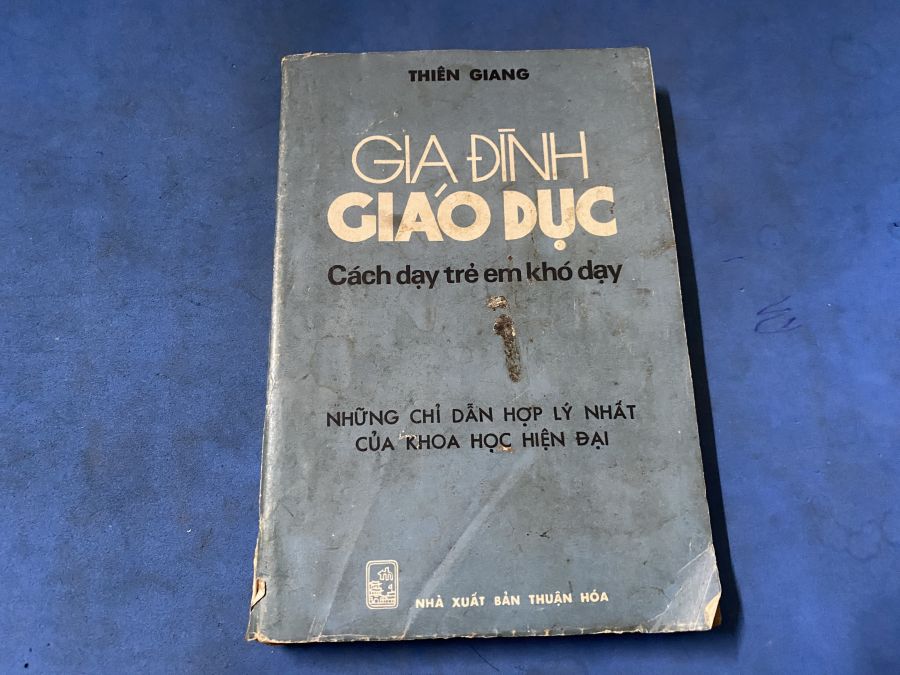 THIÊN GIANG
GIA ĐÌNH
GIÁO DỤC
Cách dạy trẻ em khó dạy
NHỮNG CHỈ DẪN HỢP LÝ NHẤT
CỦA KHOA HỌC HIỆN ĐẠI
NHÀ XUẤT BẢN THUẬN HÓA